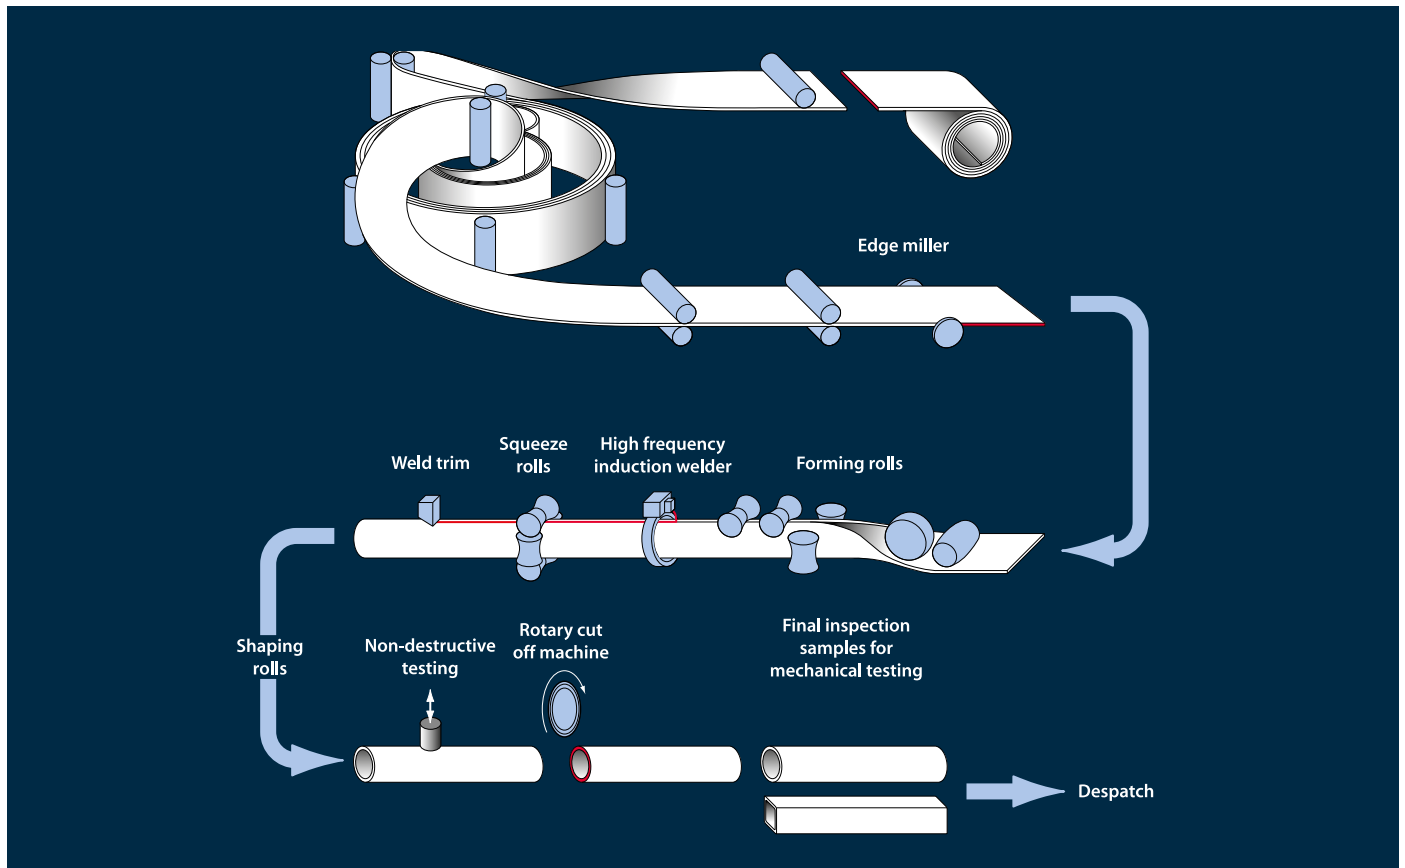 Edge miller
Weld trim
Squeeze
rolls
High frequency
induction welder
Forming rolls
Shaping
rolls
Non-destructive
testing
Rotary cut
off machine
Final inspection
samples for
mechanical testing
Despatch